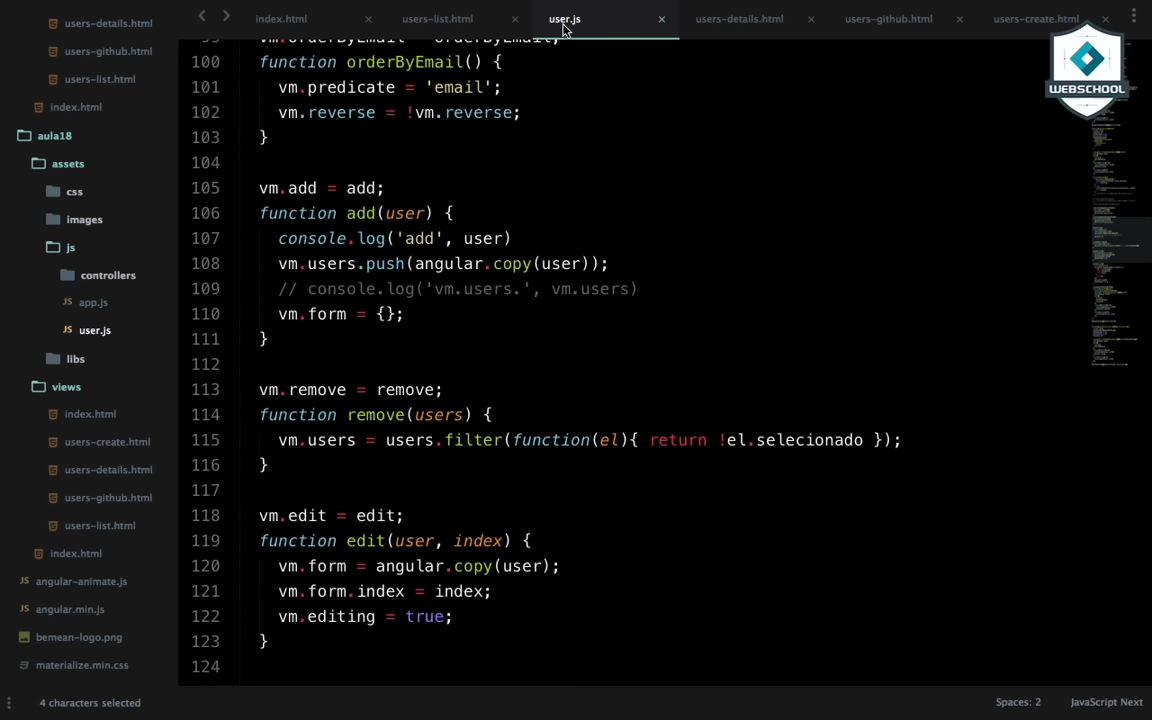 users-details.html
users-github.html
users-list.html
index.html
aula18
assets
css
images
js
controllers
app.js
user.js
libs
views
index.html
users-create.html
users-details.html
users-github.html
users-list.html
index.html
angular-animate.js
angular.min.js
bemean-logo.png
materialize.min.css
index.html
users-list.html
user.js
users-details.html
users-github.html
users-create.html
WEBSCHOOL
99 vm.orderByEmail = orderByEmail;
100 function orderByEmail() {
101 vm.predicate = 'email';
102 vm.reverse = !vm.reverse;
103 }
104
105 vm.add = add;
106 function add(user) {
107 console.log('add', user)
108 vm.users.push(angular.copy(user));
109 // console.log('vm.users.', vm.users)
110 vm.form = {};
111 }
112
113 vm.remove = remove;
114 function remove(users) {
115 vm.users = users.filter(function(el){ return !el.selecionado });
116 }
117
118 vm.edit = edit;
119 function edit(user, index) {
120 vm.form = angular.copy(user);
121 vm.form.index = index;
122 vm.editing = true;
123 }
124
4 characters selected
Spaces: 2
JavaScript Next